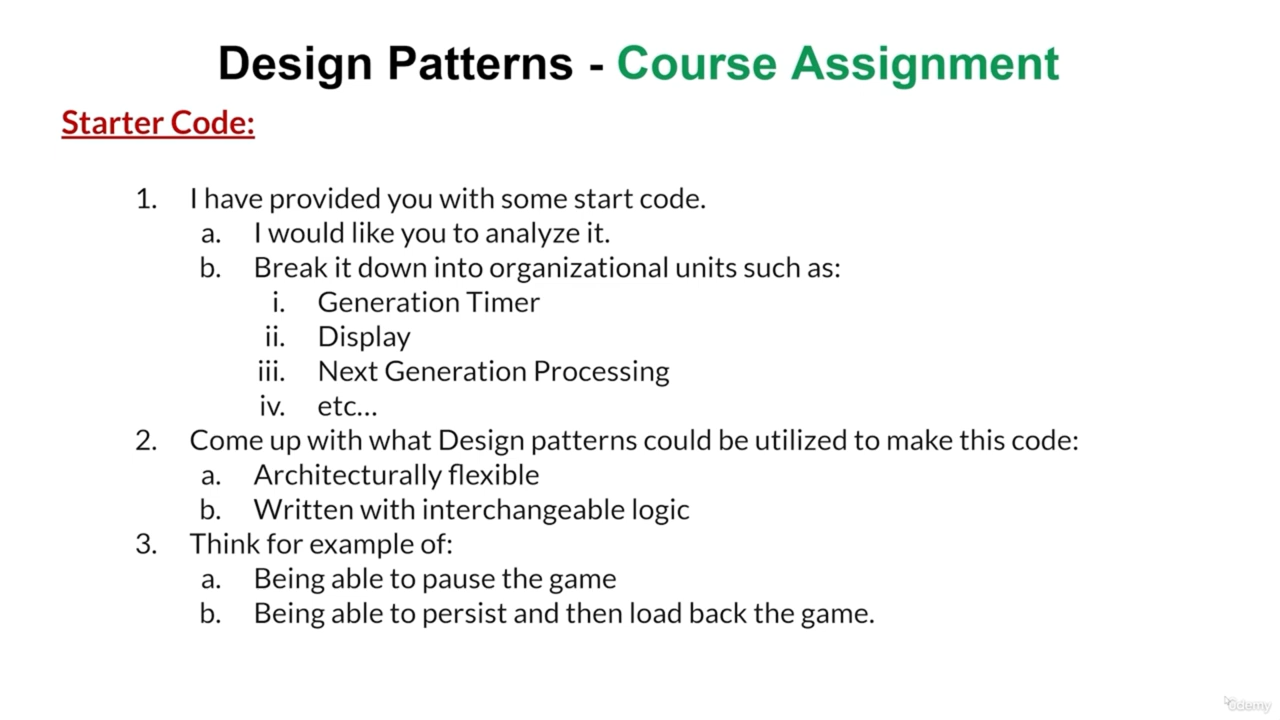 Design Patterns - Course Assignment
Starter Code:
1. I have provided you with some start code.
a. I would like you to analyze it.
b. Break it down into organizational units such as:
i. Generation Timer
ii. Display
iii. Next Generation Processing
iv. etc...
2. Come up with what Design patterns could be utilized to make this code:
a. Architecturally flexible
b. Written with interchangeable logic
3. Think for example of:
a. Being able to pause the game
b. Being able to persist and then load back the game.
ûdemy